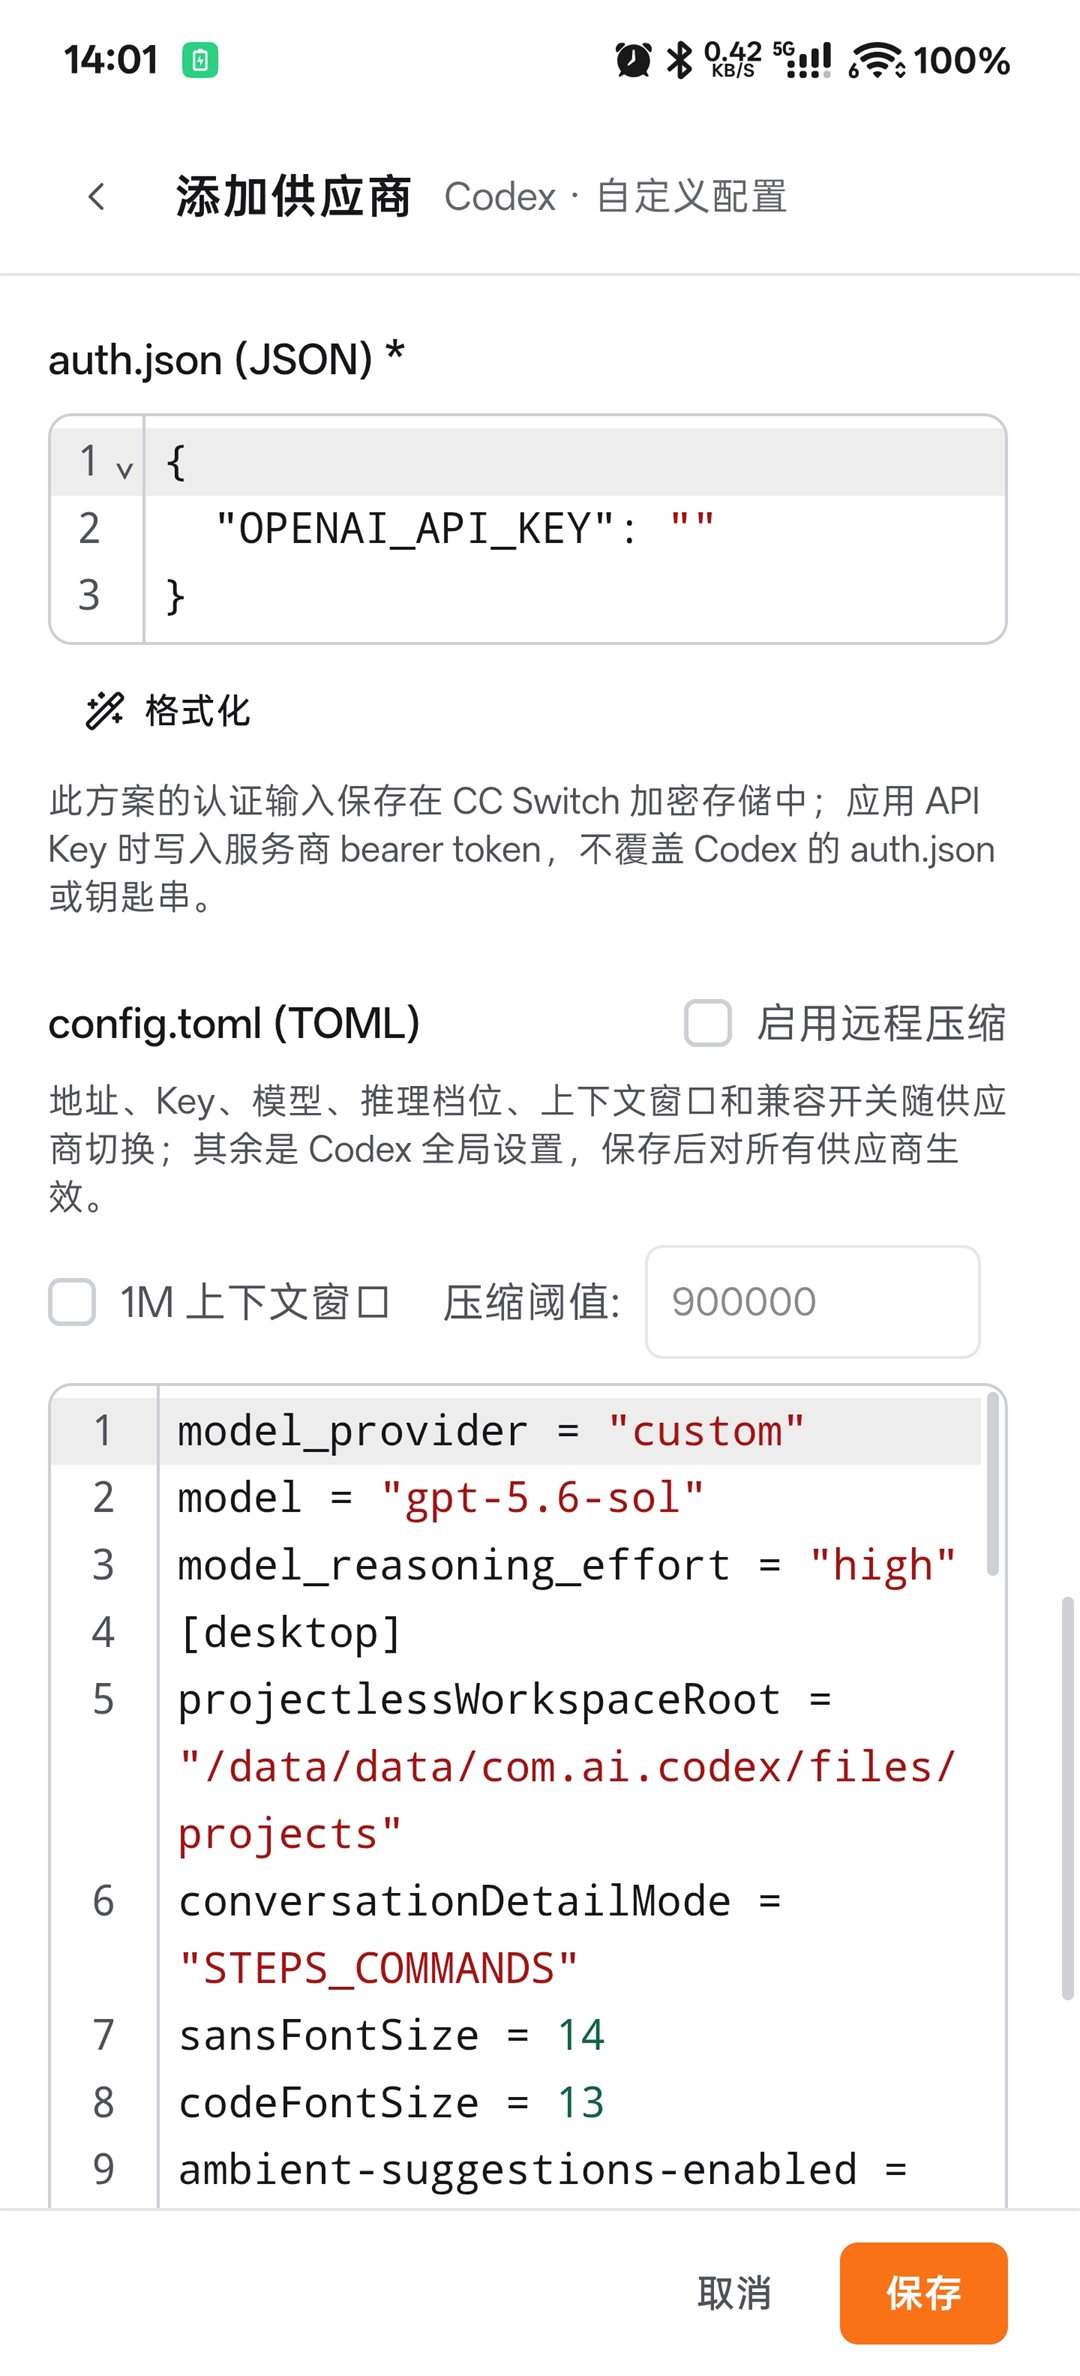 14:01
0.42 KB/S 5G 6 100%
添加供应商 Codex · 自定义配置
auth.json (JSON) *
1 {
2 "OPENAI_API_KEY": ""
3 }
格式化
此方案的认证输入保存在 CC Switch 加密存储中；应用 API
Key 时写入服务商 bearer token，不覆盖 Codex 的 auth.json
或钥匙串。
config.toml (TOML) 启用远程压缩
地址、Key、模型、推理档位、上下文窗口和兼容开关随供应
商切换；其余是 Codex 全局设置，保存后对所有供应商生
效。
1M 上下文窗口 压缩阈值: 900000
1 model_provider = "custom"
2 model = "gpt-5.6-sol"
3 model_reasoning_effort = "high"
4 [desktop]
5 projectlessWorkspaceRoot =
"/data/data/com.ai.codex/files/
projects"
6 conversationDetailMode =
"STEPS_COMMANDS"
7 sansFontSize = 14
8 codeFontSize = 13
9 ambient-suggestions-enabled =
取消 保存